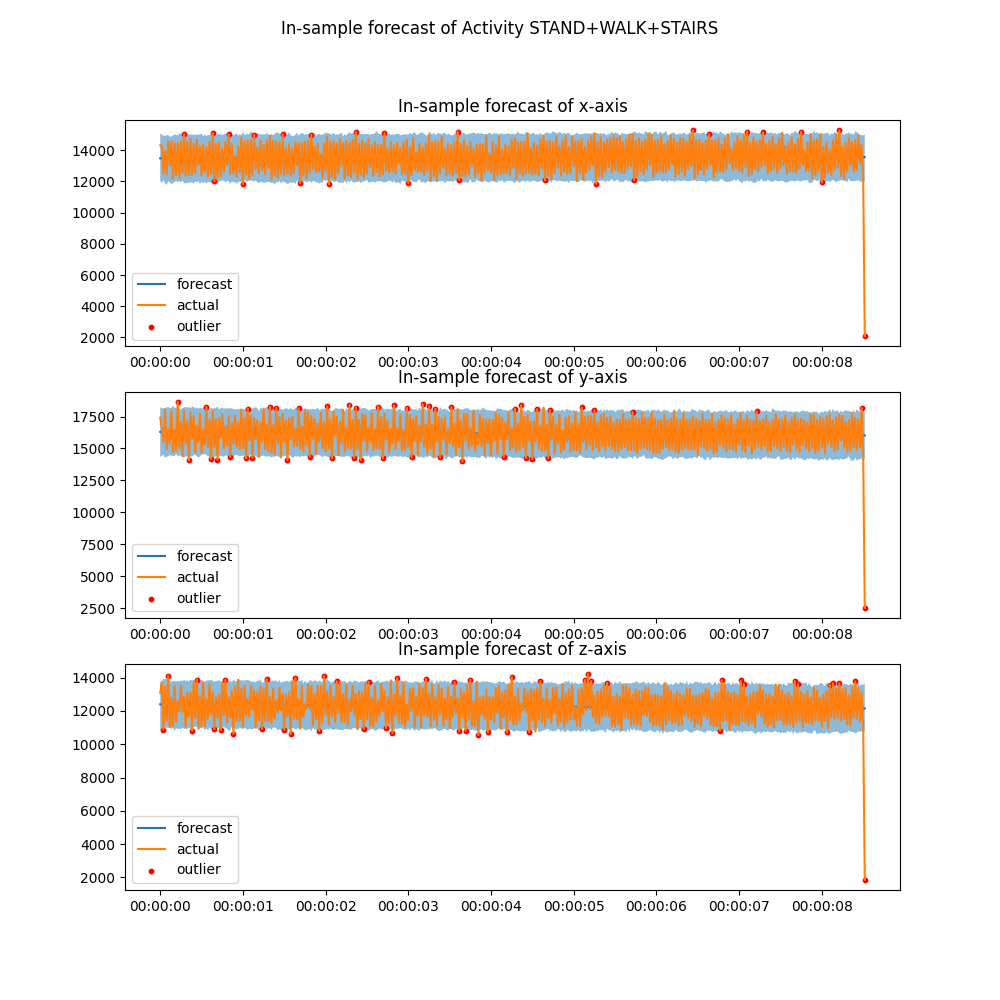 In-sample forecast of Activity STAND+WALK+STAIRS
In-sample forecast of x-axis
14000
12000
10000
8000
6000
4000
2000
forecast
actual
outlier
00:00:00 00:00:01 00:00:02 00:00:03 00:00:04 00:00:05 00:00:06 00:00:07 00:00:08
In-sample forecast of y-axis
17500
15000
12500
10000
7500
5000
2500
forecast
actual
outlier
00:00:00 00:00:01 00:00:02 00:00:03 00:00:04 00:00:05 00:00:06 00:00:07 00:00:08
In-sample forecast of z-axis
14000
12000
10000
8000
6000
4000
2000
forecast
actual
outlier
00:00:00 00:00:01 00:00:02 00:00:03 00:00:04 00:00:05 00:00:06 00:00:07 00:00:08